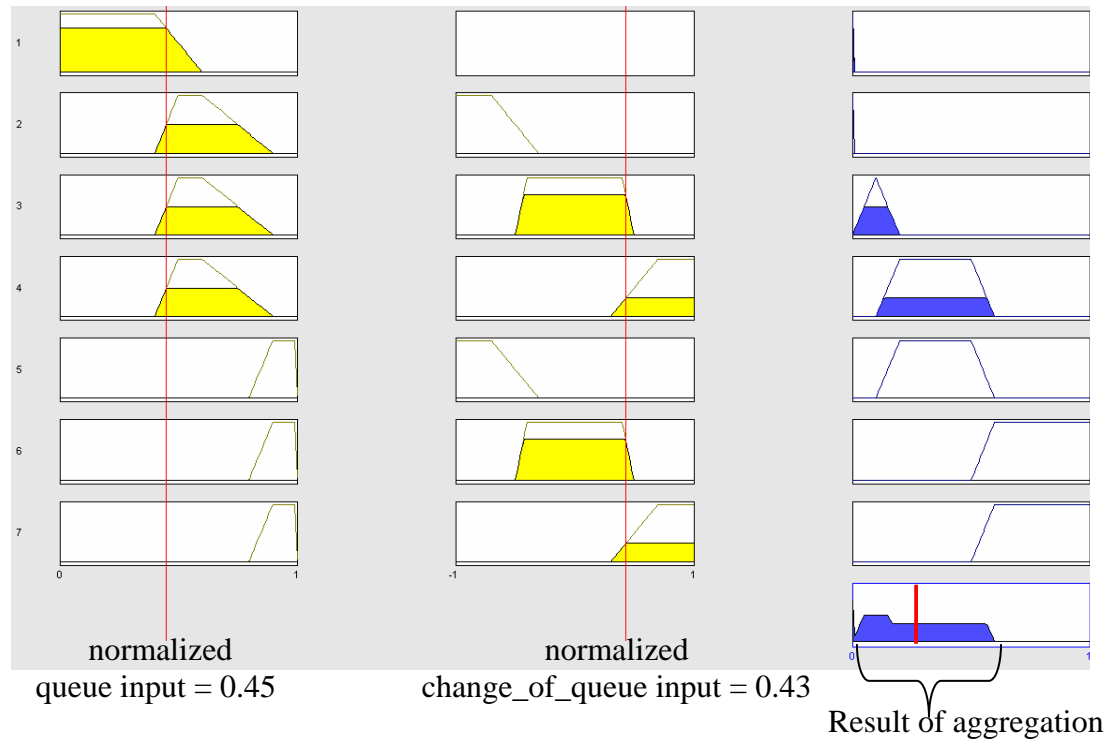 1
2
3
4
5
6
7
0 1 -1 1
0 1
normalized normalized
queue input = 0.45 change_of_queue input = 0.43
Result of aggregation